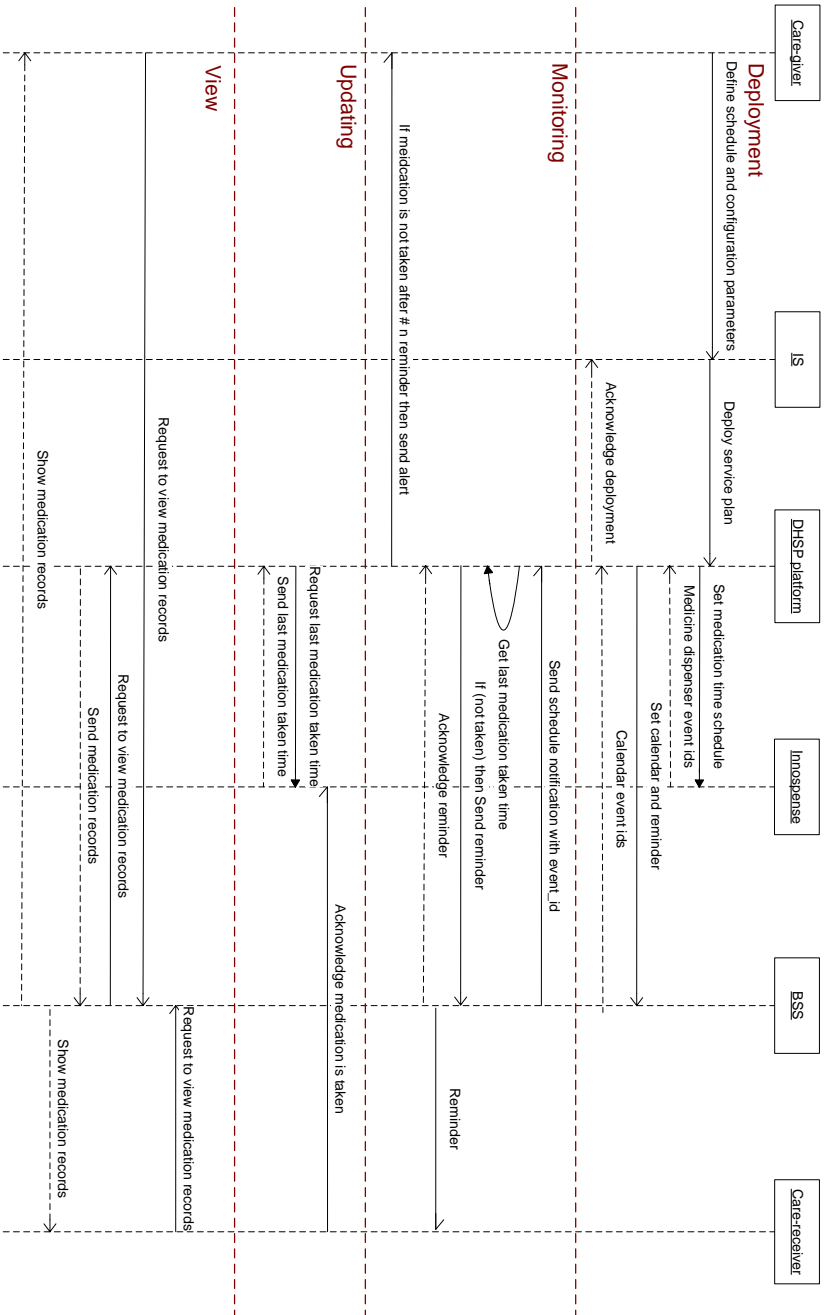 Care-giver
IS
DHSP platform
Innospense
BSS
Care-receiver
Deployment
Define schedule and configuration parameters
Deploy service plan
Set medication time schedule
Medicine dispenser event ids
Set calendar and reminder
Calendar event ids
Acknowledge deployment
Monitoring
Send schedule notification with event_id
Get last medication taken time
If (not taken) then Send reminder
Reminder
Acknowledge reminder
If meidcation is not taken after # n reminder then send alert
Updating
Acknowledge medication is taken
Request last medication taken time
Send last medication taken time
View
Request to view medication records
Request to view medication records
Request to view medication records
Send medication records
Show medication records
Show medication records